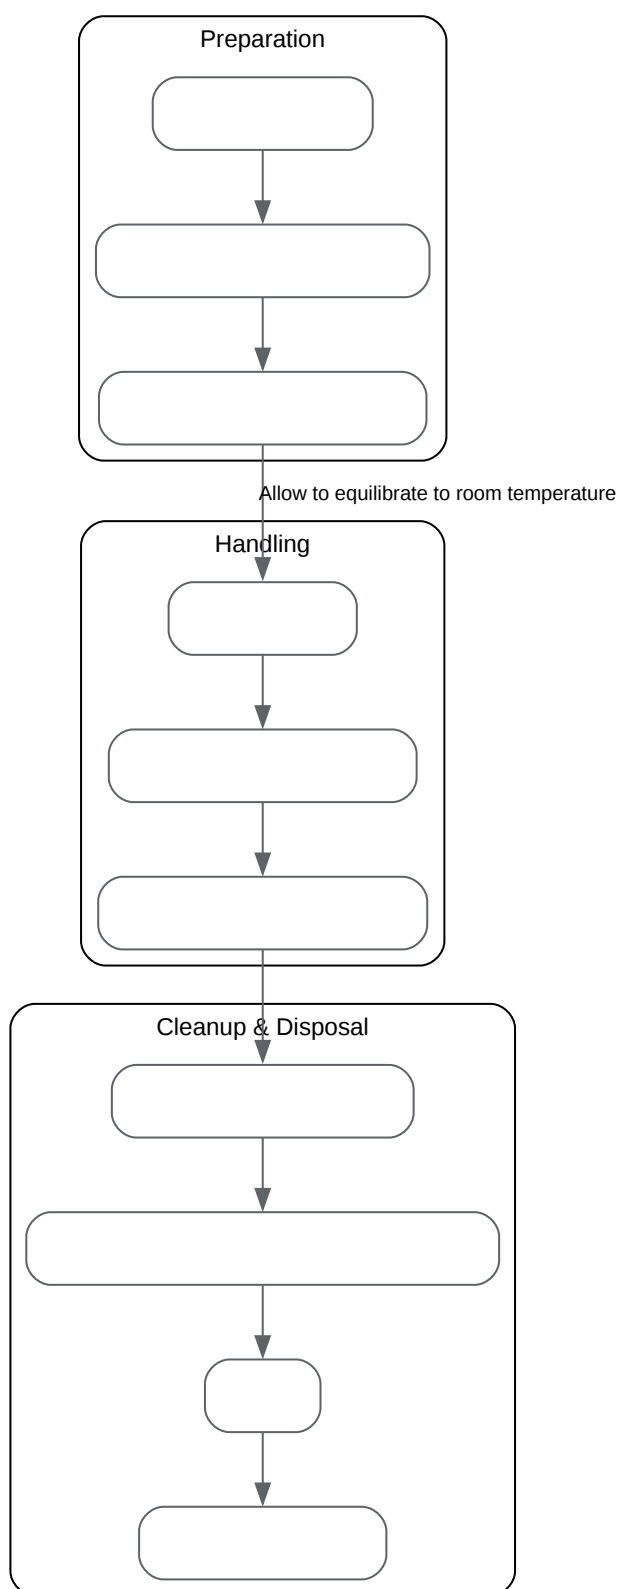 Preparation
Allow to equilibrate to room temperature
Handling
Cleanup & Disposal